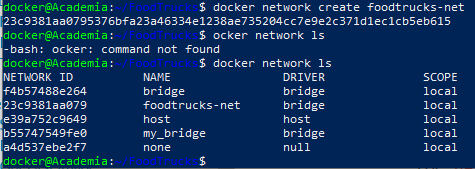 docker@Academia:~/FoodTrucks$ docker network create foodtrucks-net
23c9381aa0795376bfa23a46334e1238ae735204cc7e9e2c371d1ec1cb5eb615
docker@Academia:~/FoodTrucks$ ocker network ls
-bash: ocker: command not found
docker@Academia:~/FoodTrucks$ docker network ls
NETWORK ID NAME DRIVER SCOPE
f4b57488e264 bridge bridge local
23c9381aa079 foodtrucks-net bridge local
e39a752c9649 host host local
b55747549fe0 my_bridge bridge local
a4d537ebe2f7 none null local
docker@Academia:~/FoodTrucks$